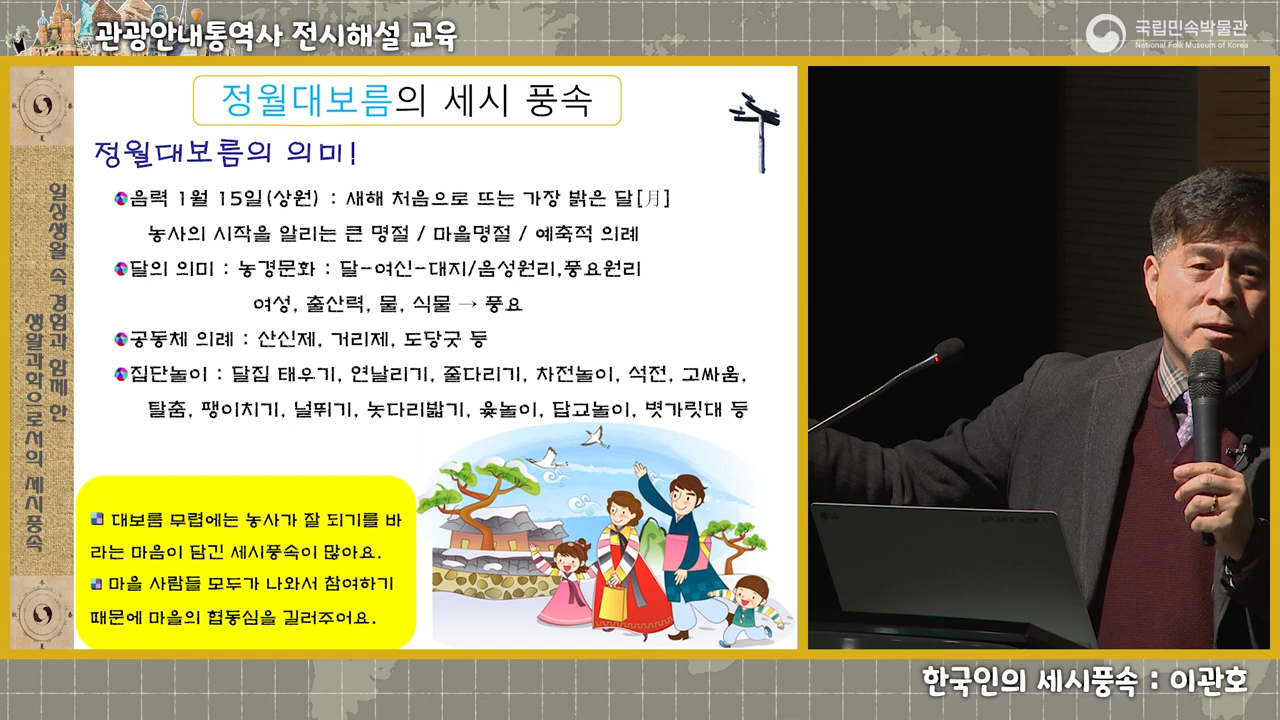 관광안내통역사 전시해설 교육
국립민속박물관
National Folk Museum of Korea
정월대보름의 세시 풍속
정월대보름의 의미!
음력 1월 15일(상원) : 새해 처음으로 뜨는 가장 밝은 달[月]
농사의 시작을 알리는 큰 명절 / 마을명절 / 예축적 의례
달의 의미 : 농경문화 : 달-여신-대지/음성원리,풍요원리
여성, 출산력, 물, 식물 → 풍요
공동체 의례 : 산신제, 거리제, 도당굿 등
집단놀이 : 달집 태우기, 연날리기, 줄다리기, 차전놀이, 석전, 고싸움,
탈춤, 팽이치기, 널뛰기, 놋다리밟기, 윷놀이, 답교놀이, 볏가릿대 등
대보름 무렵에는 농사가 잘 되기를 바
라는 마음이 담긴 세시풍속이 많아요.
마을 사람들 모두가 나와서 참여하기
때문에 마을의 협동심을 길러주어요.
일상생활 속 경험과 함께 한
생활과학으로서의 세시풍속
한국인의 세시풍속 : 이관호